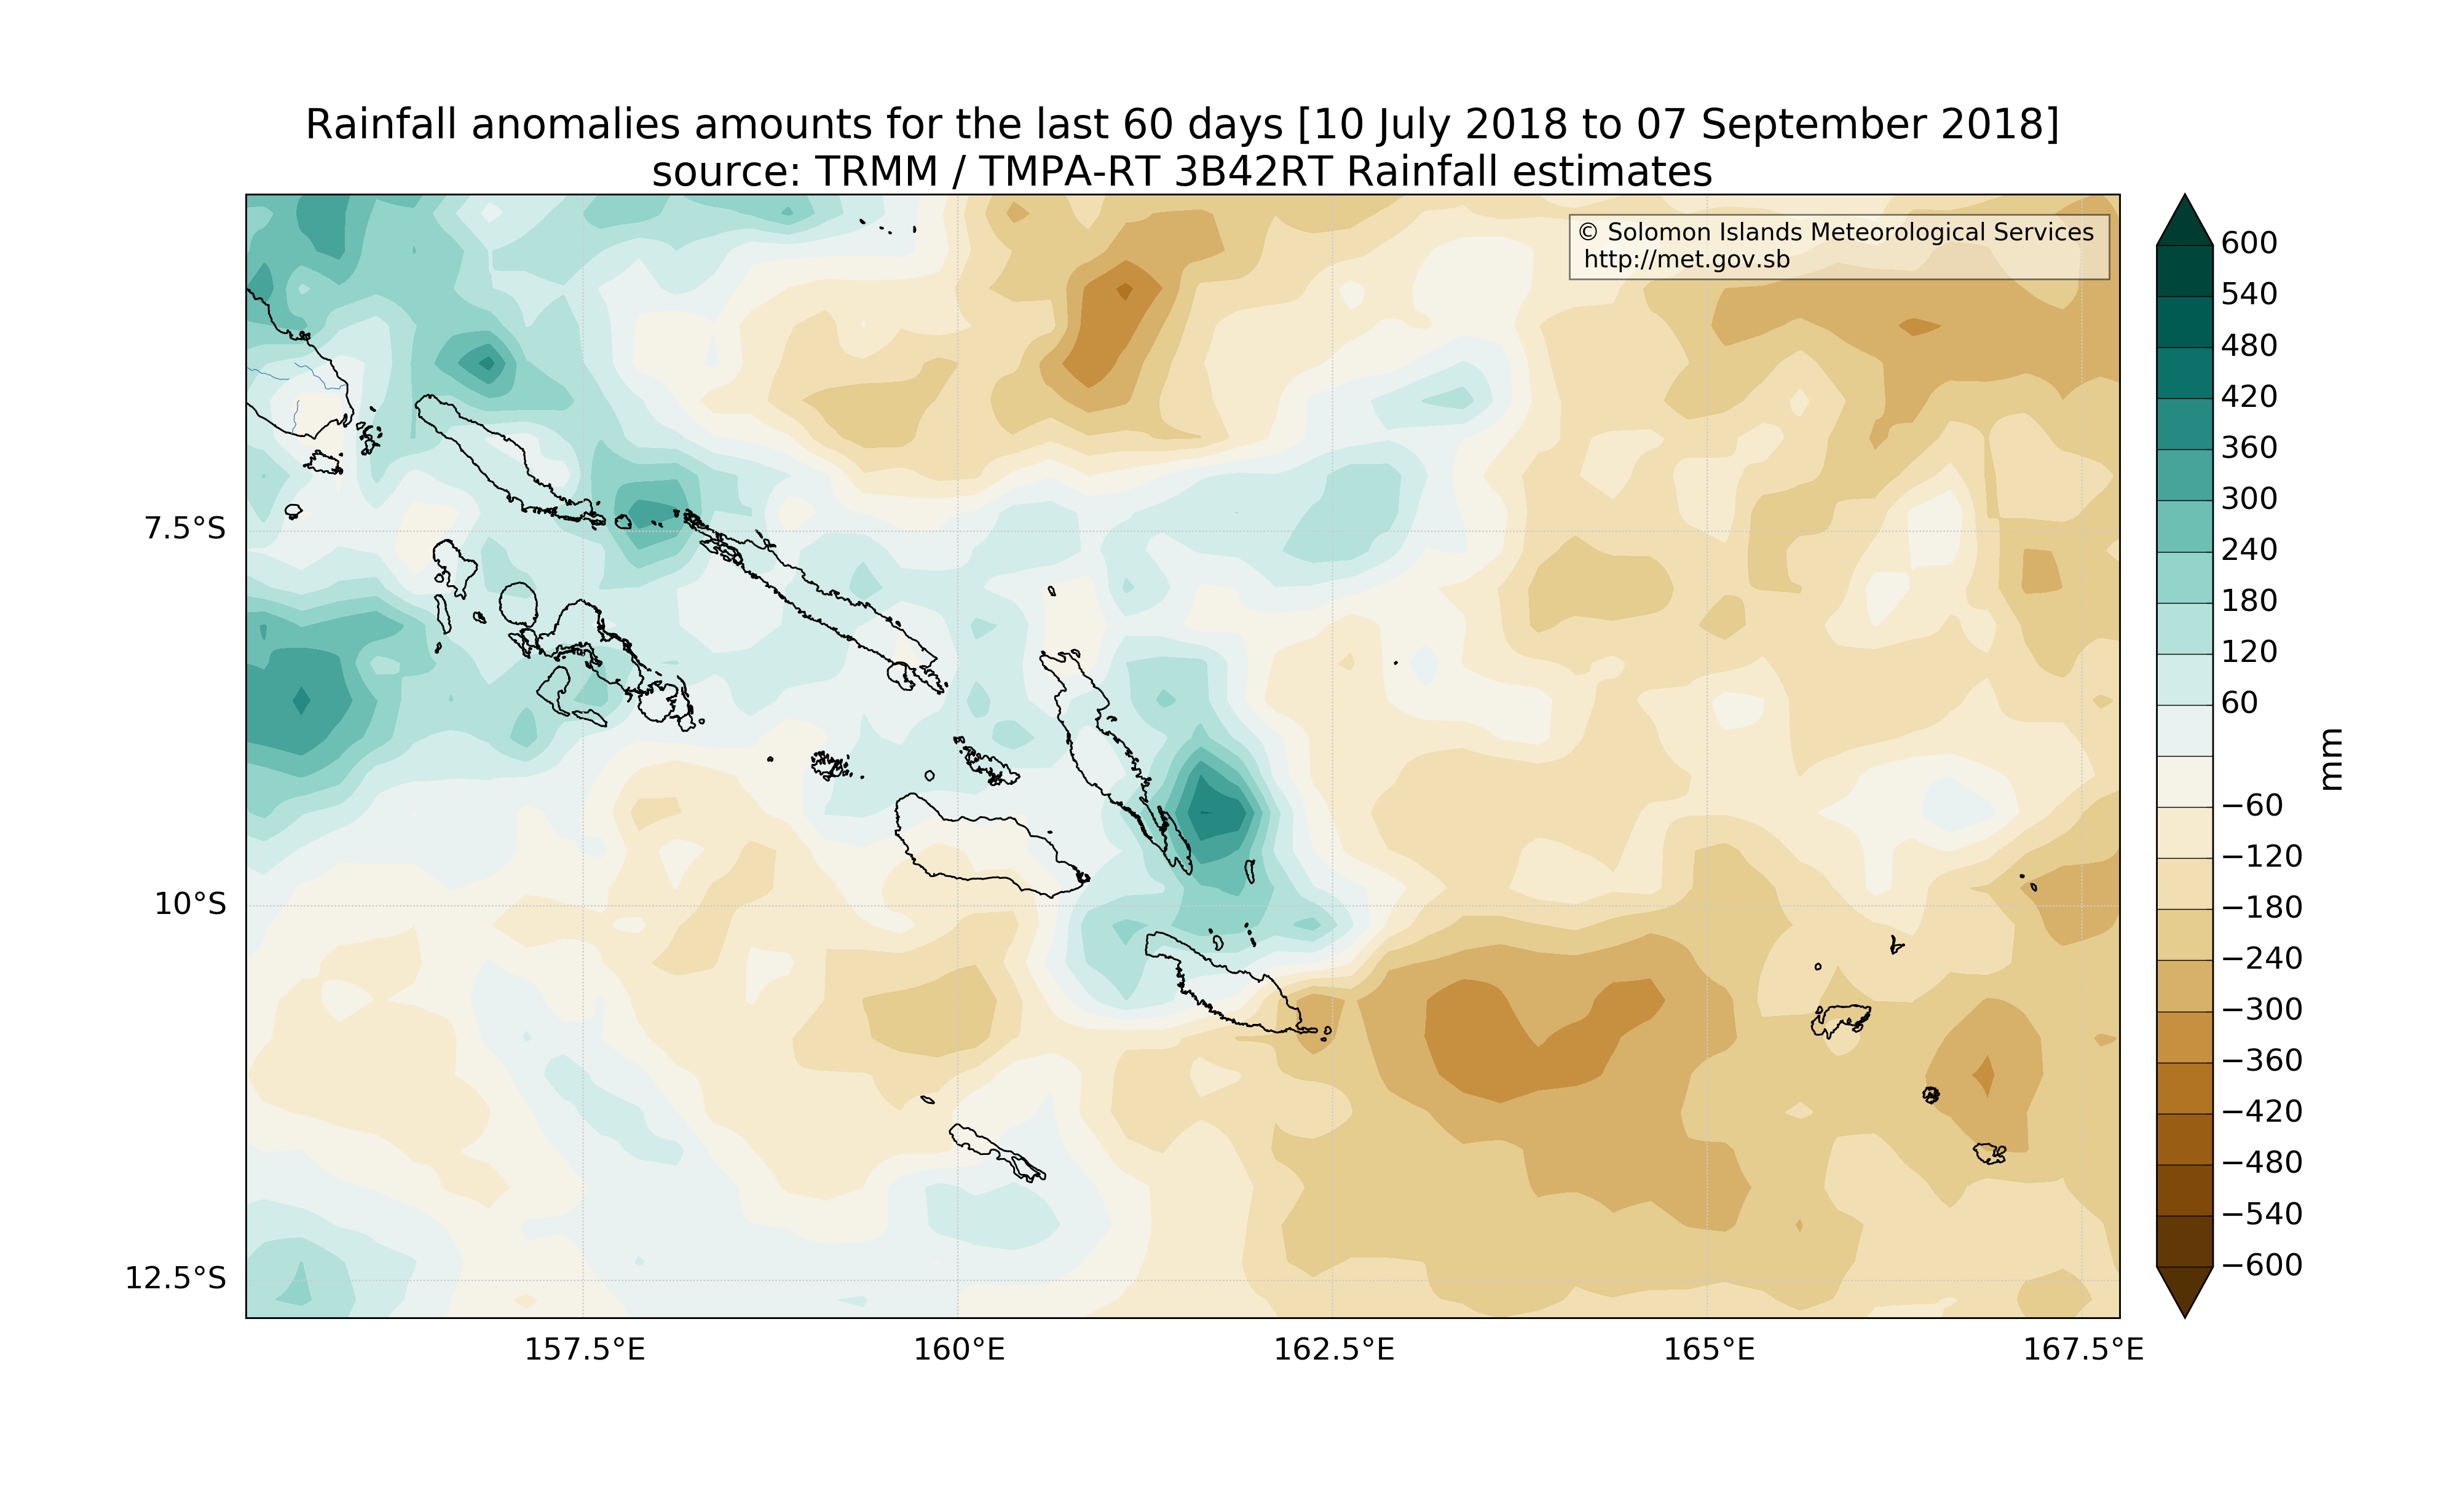 Rainfall anomalies amounts for the last 60 days [10 July 2018 to 07 September 2018]
source: TRMM / TMPA-RT 3B42RT Rainfall estimates
© Solomon Islands Meteorological Services
http://met.gov.sb
7.5°S
10°S
12.5°S
157.5°E
160°E
162.5°E
165°E
167.5°E
600
540
480
420
360
300
240
180
120
60
−60
−120
−180
−240
−300
−360
−420
−480
−540
−600
mm